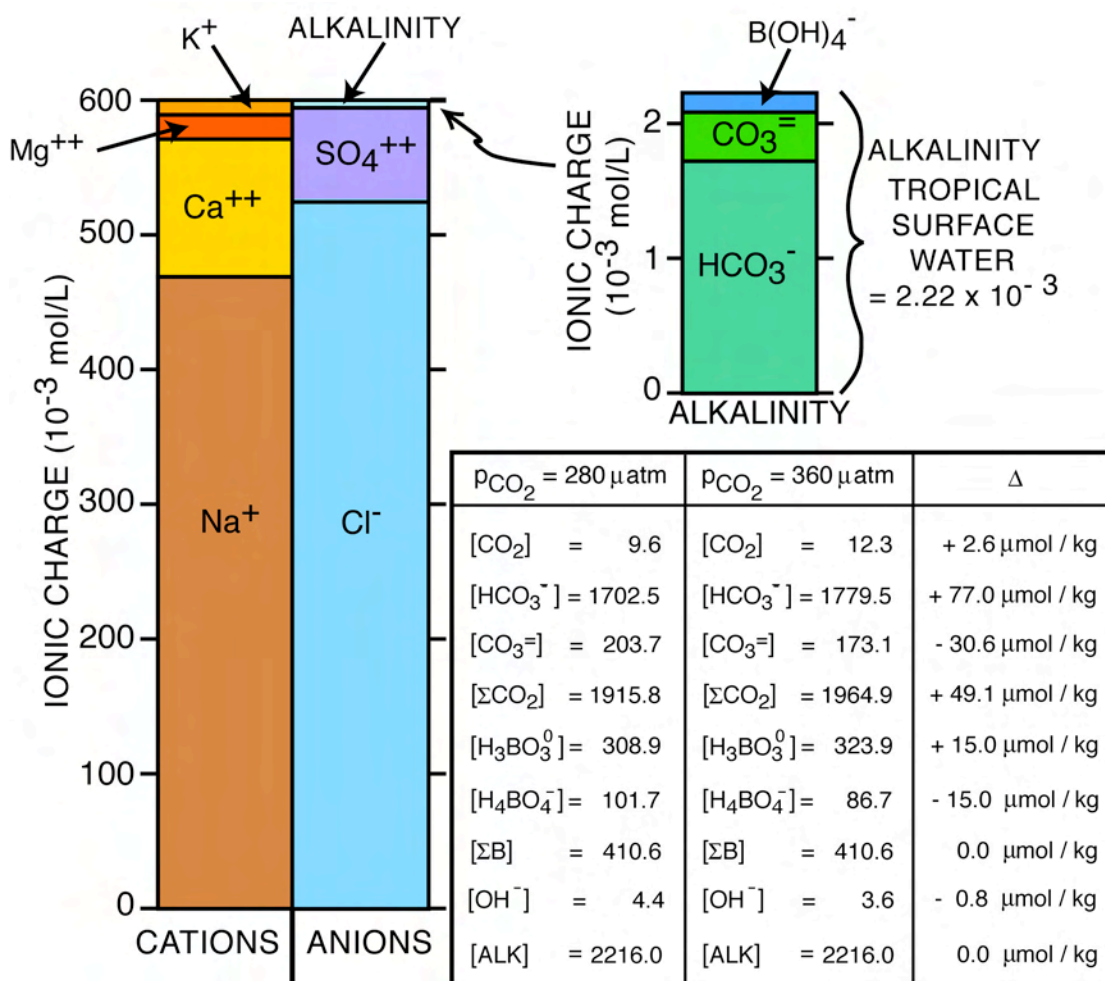 K+
ALKALINITY
Mg++
600
500
400
300
200
100
0
IONIC CHARGE (10-3 mol/L)
Ca++
Na+
SO4++
Cl-
CATIONS
ANIONS
B(OH)4-
2
1
0
IONIC CHARGE
(10-3 mol/L)
CO3=
HCO3-
ALKALINITY
ALKALINITY
TROPICAL
SURFACE
WATER
= 2.22 x 10- 3
pCO2 = 280 µatm pCO2 = 360 µatm Δ
[CO2] = 9.6 [CO2] = 12.3 + 2.6 µmol / kg
[HCO3-] = 1702.5 [HCO3-] = 1779.5 + 77.0 µmol / kg
[CO3=] = 203.7 [CO3=] = 173.1 - 30.6 µmol / kg
[ΣCO2] = 1915.8 [ΣCO2] = 1964.9 + 49.1 µmol / kg
[H3BO30] = 308.9 [H3BO30] = 323.9 + 15.0 µmol / kg
[H4BO4-] = 101.7 [H4BO4-] = 86.7 - 15.0 µmol / kg
[ΣB] = 410.6 [ΣB] = 410.6 0.0 µmol / kg
[OH-] = 4.4 [OH-] = 3.6 - 0.8 µmol / kg
[ALK] = 2216.0 [ALK] = 2216.0 0.0 µmol / kg